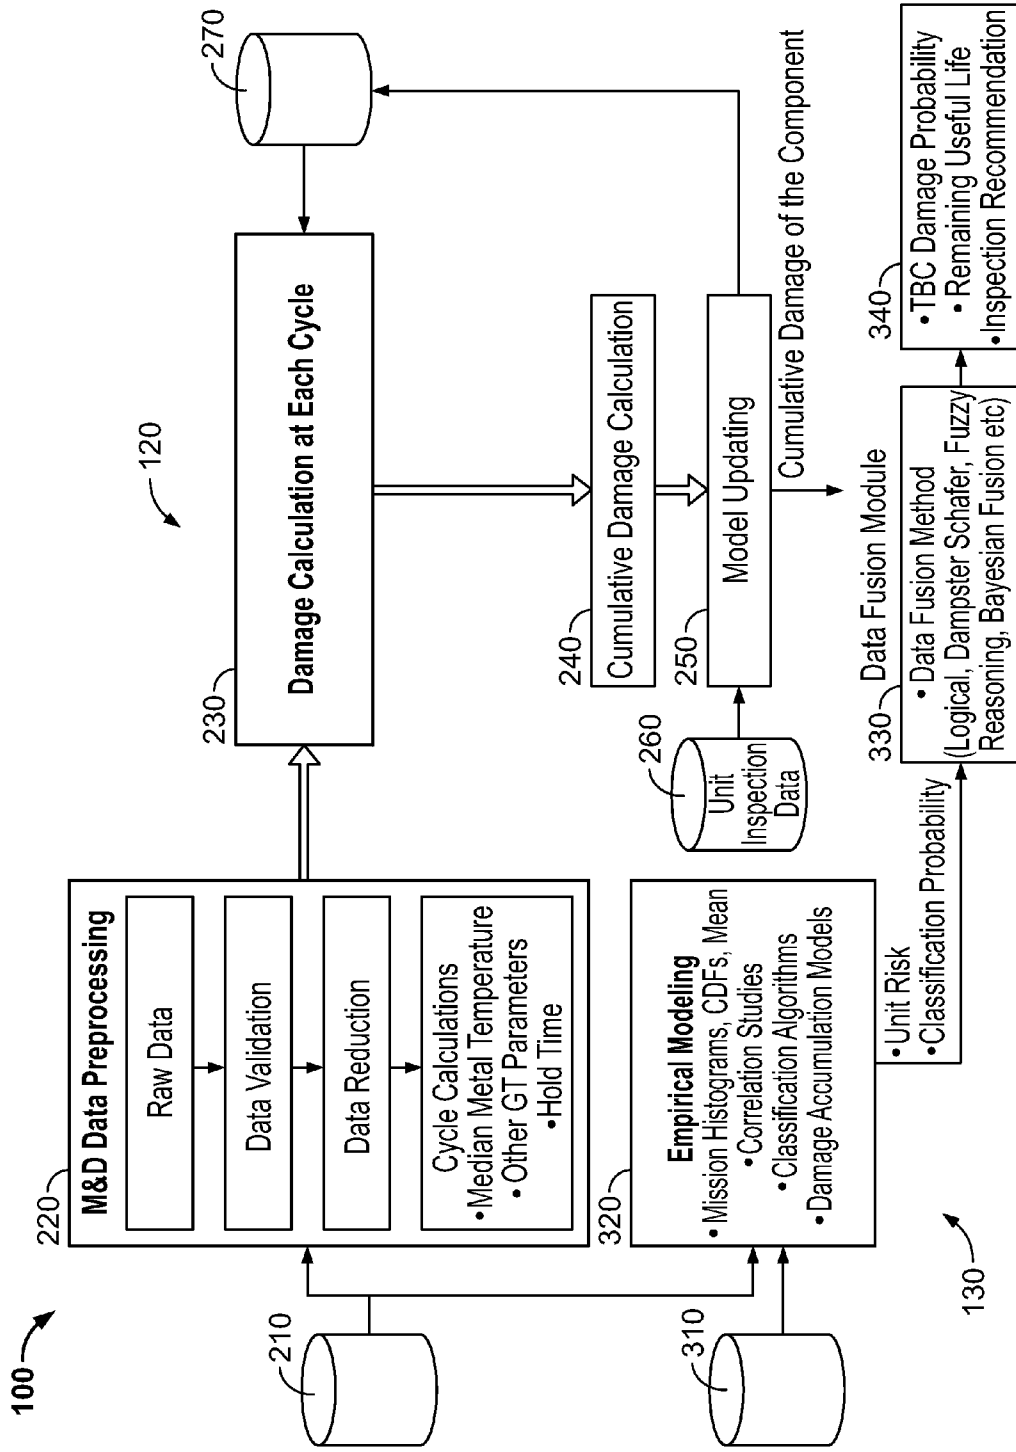 100
120
210
220
M&D Data Preprocessing
Raw Data
Data Validation
Data Reduction
Cycle Calculations
•Median Metal Temperature
•Other GT Parameters
•Hold Time
230
Damage Calculation at Each Cycle
270
240
Cumulative Damage Calculation
250
Model Updating
260
Unit
Inspection
Data
Cumulative Damage of the Component
310
320
Empirical Modeling
•Mission Histograms, CDFs, Mean
•Correlation Studies
•Classification Algorithms
•Damage Accumulation Models
•Unit Risk
•Classification Probability
130
Data Fusion Module
330
•Data Fusion Method
(Logical, Dampster Schafer, Fuzzy
Reasoning, Bayesian Fusion etc)
340
•TBC Damage Probability
•Remaining Useful Life
•Inspection Recommendation